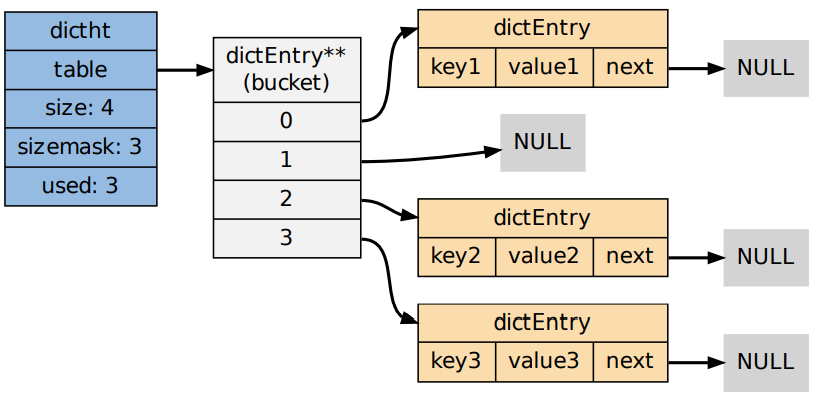 dictht
table
size: 4
sizemask: 3
used: 3
dictEntry**
(bucket)
0
1
2
3
dictEntry
key1 value1 next
NULL
NULL
dictEntry
key2 value2 next
NULL
dictEntry
key3 value3 next
NULL